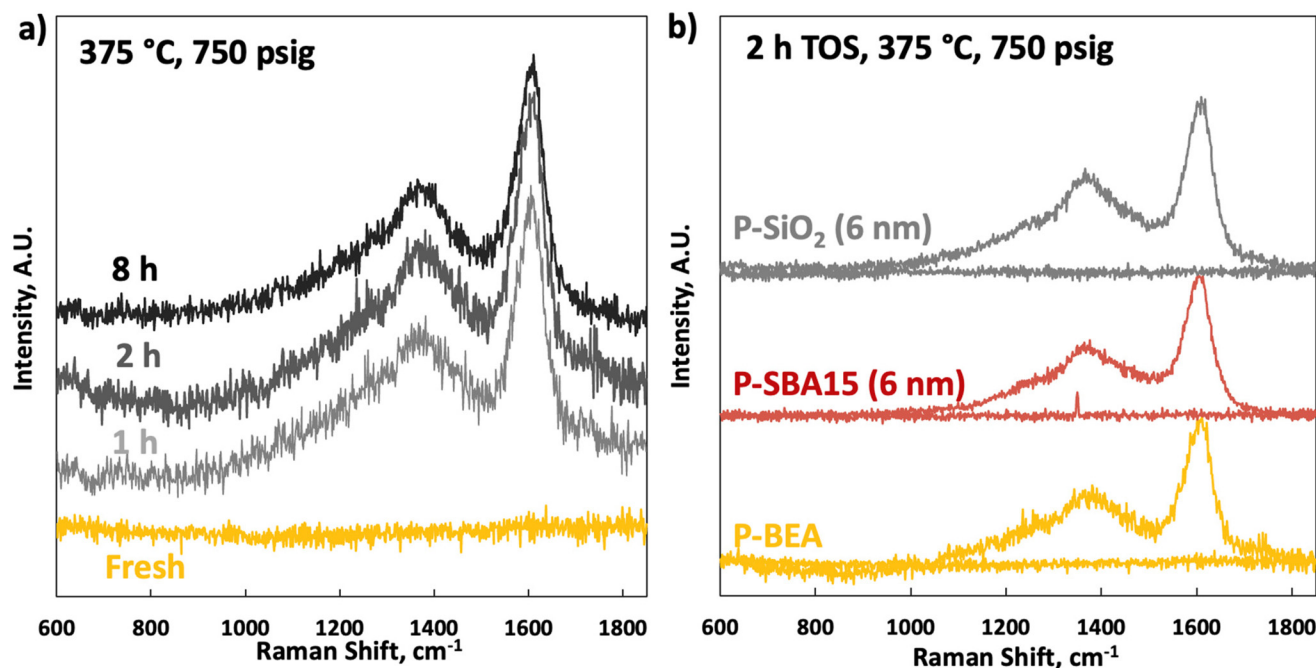 a)
375 °C, 750 psig
8 h
2 h
1 h
Fresh
Intensity, A.U.
600 800 1000 1200 1400 1600 1800
Raman Shift, cm⁻¹
b)
2 h TOS, 375 °C, 750 psig
P-SiO₂ (6 nm)
P-SBA15 (6 nm)
P-BEA
Intensity, A.U.
600 800 1000 1200 1400 1600 1800
Raman Shift, cm⁻¹